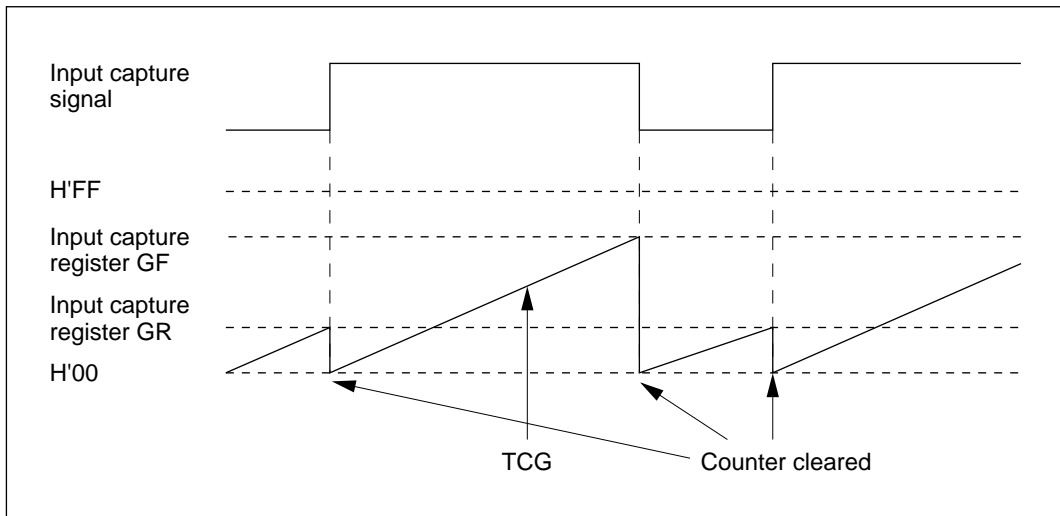 Input capture
signal
H'FF
Input capture
register GF
Input capture
register GR
H'00
TCG
Counter cleared